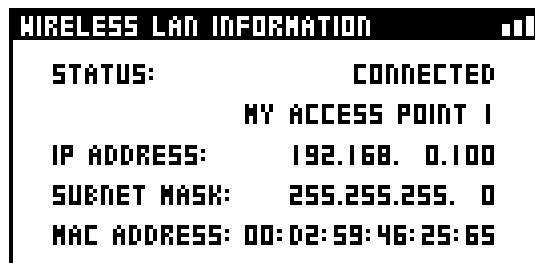 WIRELESS LAN INFORMATION
STATUS: CONNECTED
MY ACCESS POINT 1
IP ADDRESS: 192.168. 0.100
SUBNET MASK: 255.255.255. 0
MAC ADDRESS: 00:D2:59:46:25:65